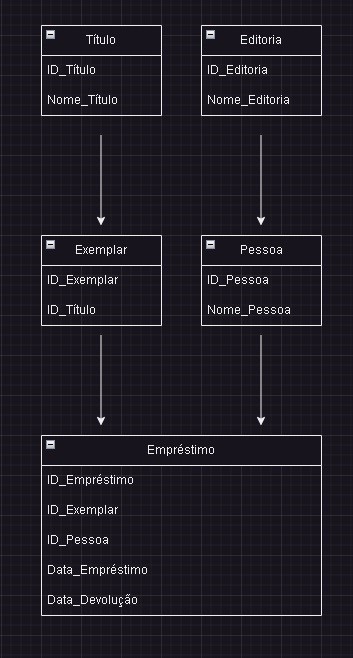 Título
ID_Título
Nome_Título
Editoria
ID_Editoria
Nome_Editoria
Exemplar
ID_Exemplar
ID_Título
Pessoa
ID_Pessoa
Nome_Pessoa
Empréstimo
ID_Empréstimo
ID_Exemplar
ID_Pessoa
Data_Empréstimo
Data_Devolução